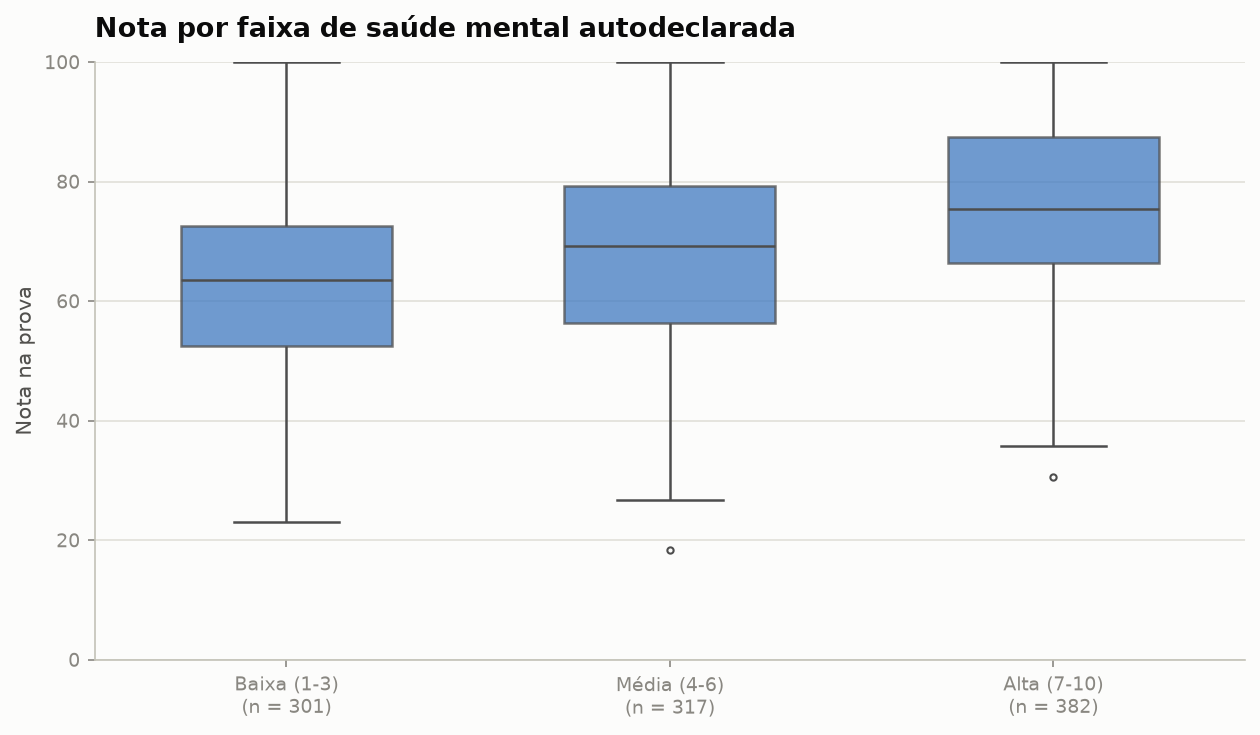 Nota por faixa de saúde mental autodeclarada
Nota na prova
100
80
60
40
20
0
Baixa (1-3)
(n = 301)
Média (4-6)
(n = 317)
Alta (7-10)
(n = 382)